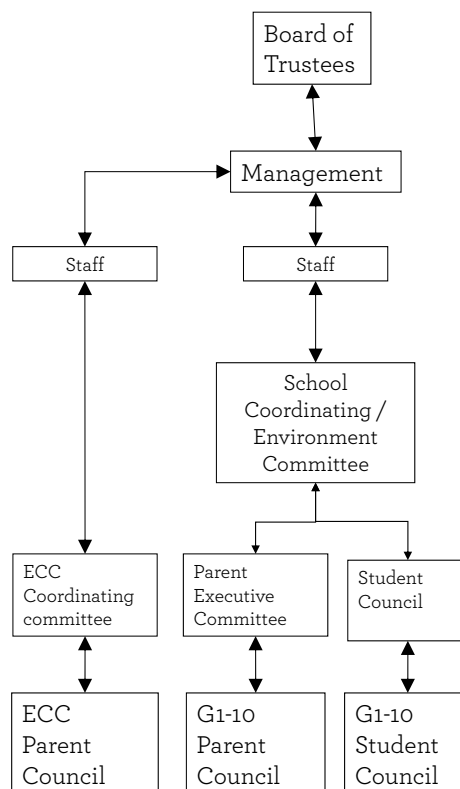 Board of
Trustees
Management
Staff
Staff
School
Coordinating /
Environment
Committee
ECC
Coordinating
committee
Parent
Executive
Committee
Student
Council
ECC
Parent
Council
G1-10
Parent
Council
G1-10
Student
Council